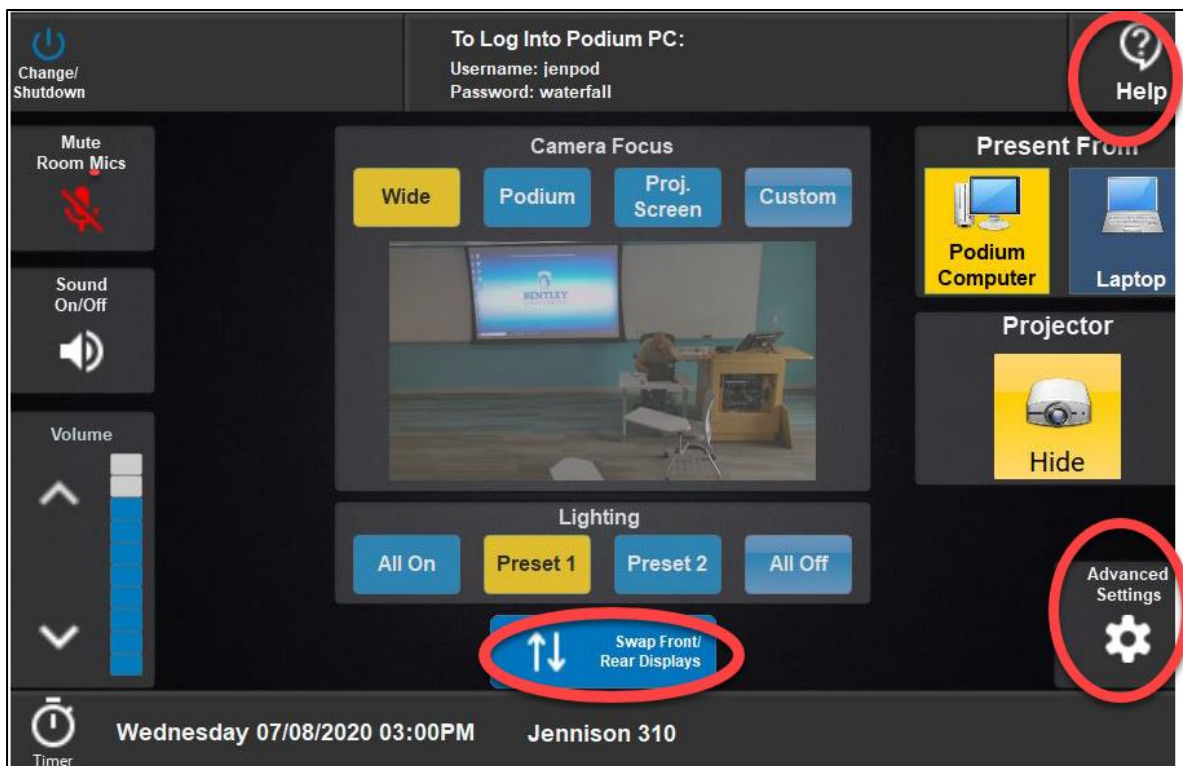 Change/
Shutdown
To Log Into Podium PC:
Username: jenpod
Password: waterfall
Help
Mute
Room Mics
Sound
On/Off
Volume
Camera Focus
Wide
Podium
Proj.
Screen
Custom
BENTLEY
Lighting
All On
Preset 1
Preset 2
All Off
Swap Front/
Rear Displays
Present From
Podium
Computer
Laptop
Projector
Hide
Advanced
Settings
Timer
Wednesday 07/08/2020 03:00PM
Jennison 310